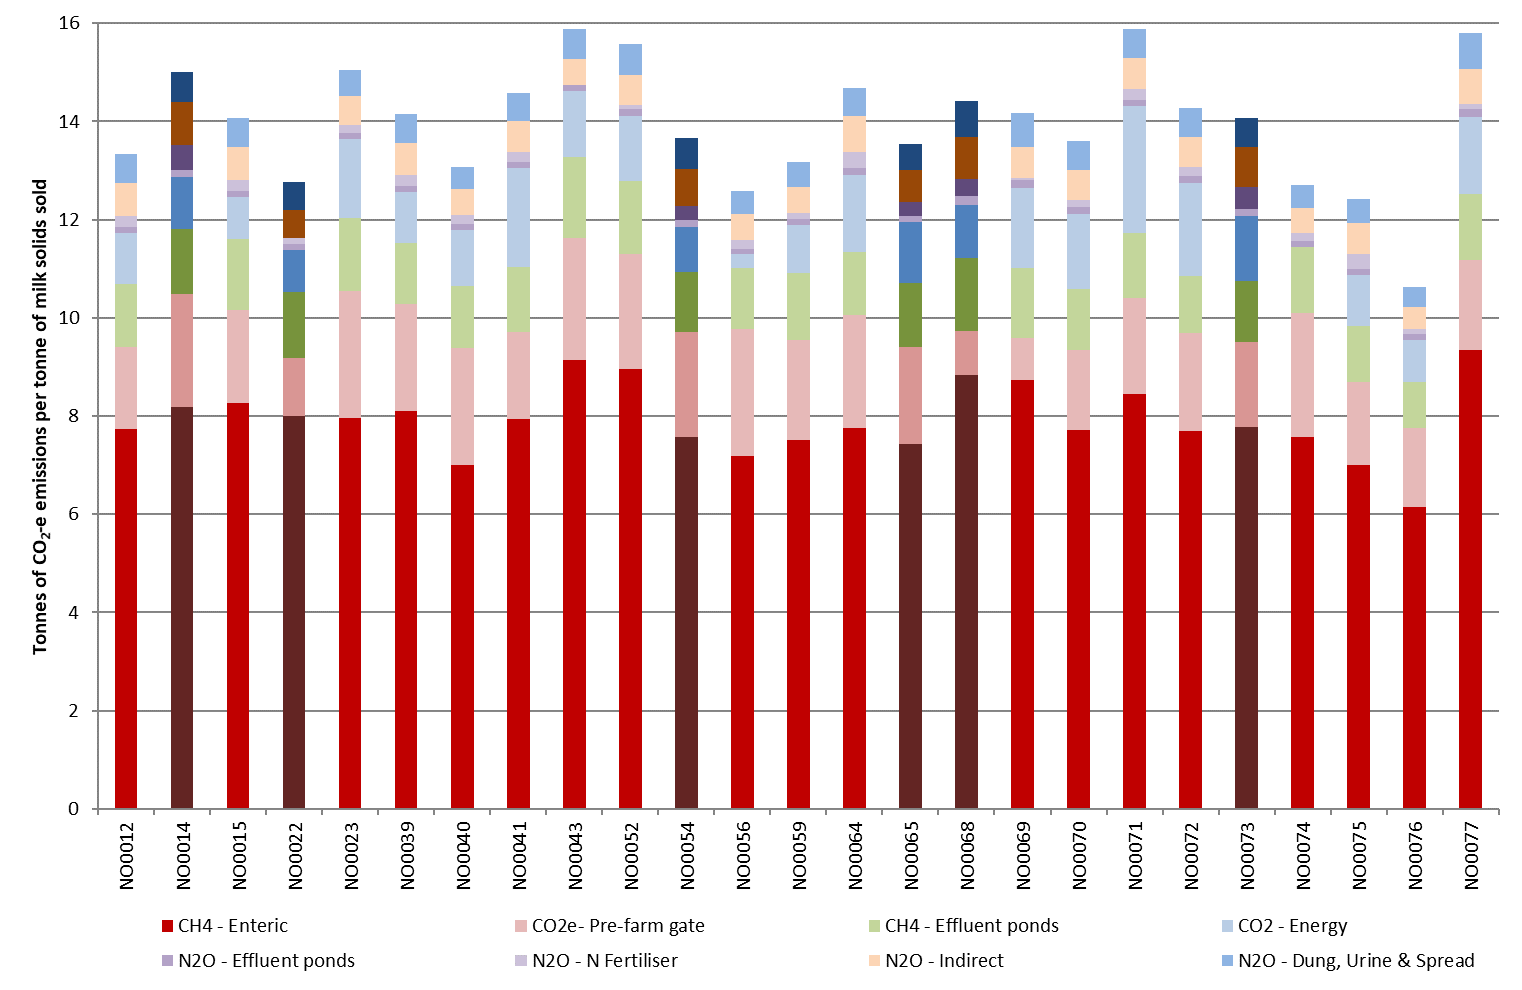 Tonnes of CO2-e emissions per tonne of milk solids sold
16
14
12
10
8
6
4
2
0
NO0012
NO0014
NO0015
NO0022
NO0023
NO0039
NO0040
NO0041
NO0043
NO0052
NO0054
NO0056
NO0059
NO0064
NO0065
NO0068
NO0069
NO0070
NO0071
NO0072
NO0073
NO0074
NO0075
NO0076
NO0077
CH4 - Enteric
CO2e- Pre-farm gate
CH4 - Effluent ponds
CO2 - Energy
N2O - Effluent ponds
N2O - N Fertiliser
N2O - Indirect
N2O - Dung, Urine & Spread